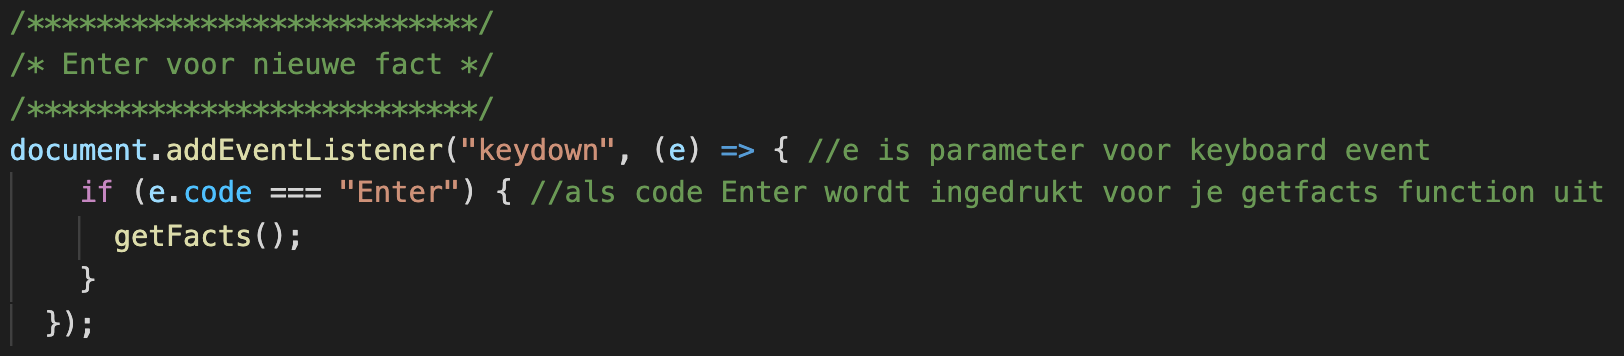 /**************************/
/* Enter voor nieuwe fact */
/**************************/
document.addEventListener("keydown", (e) => { //e is parameter voor keyboard event
    if (e.code === "Enter") { //als code Enter wordt ingedrukt voor je getfacts function uit
      getFacts();
    }
  });